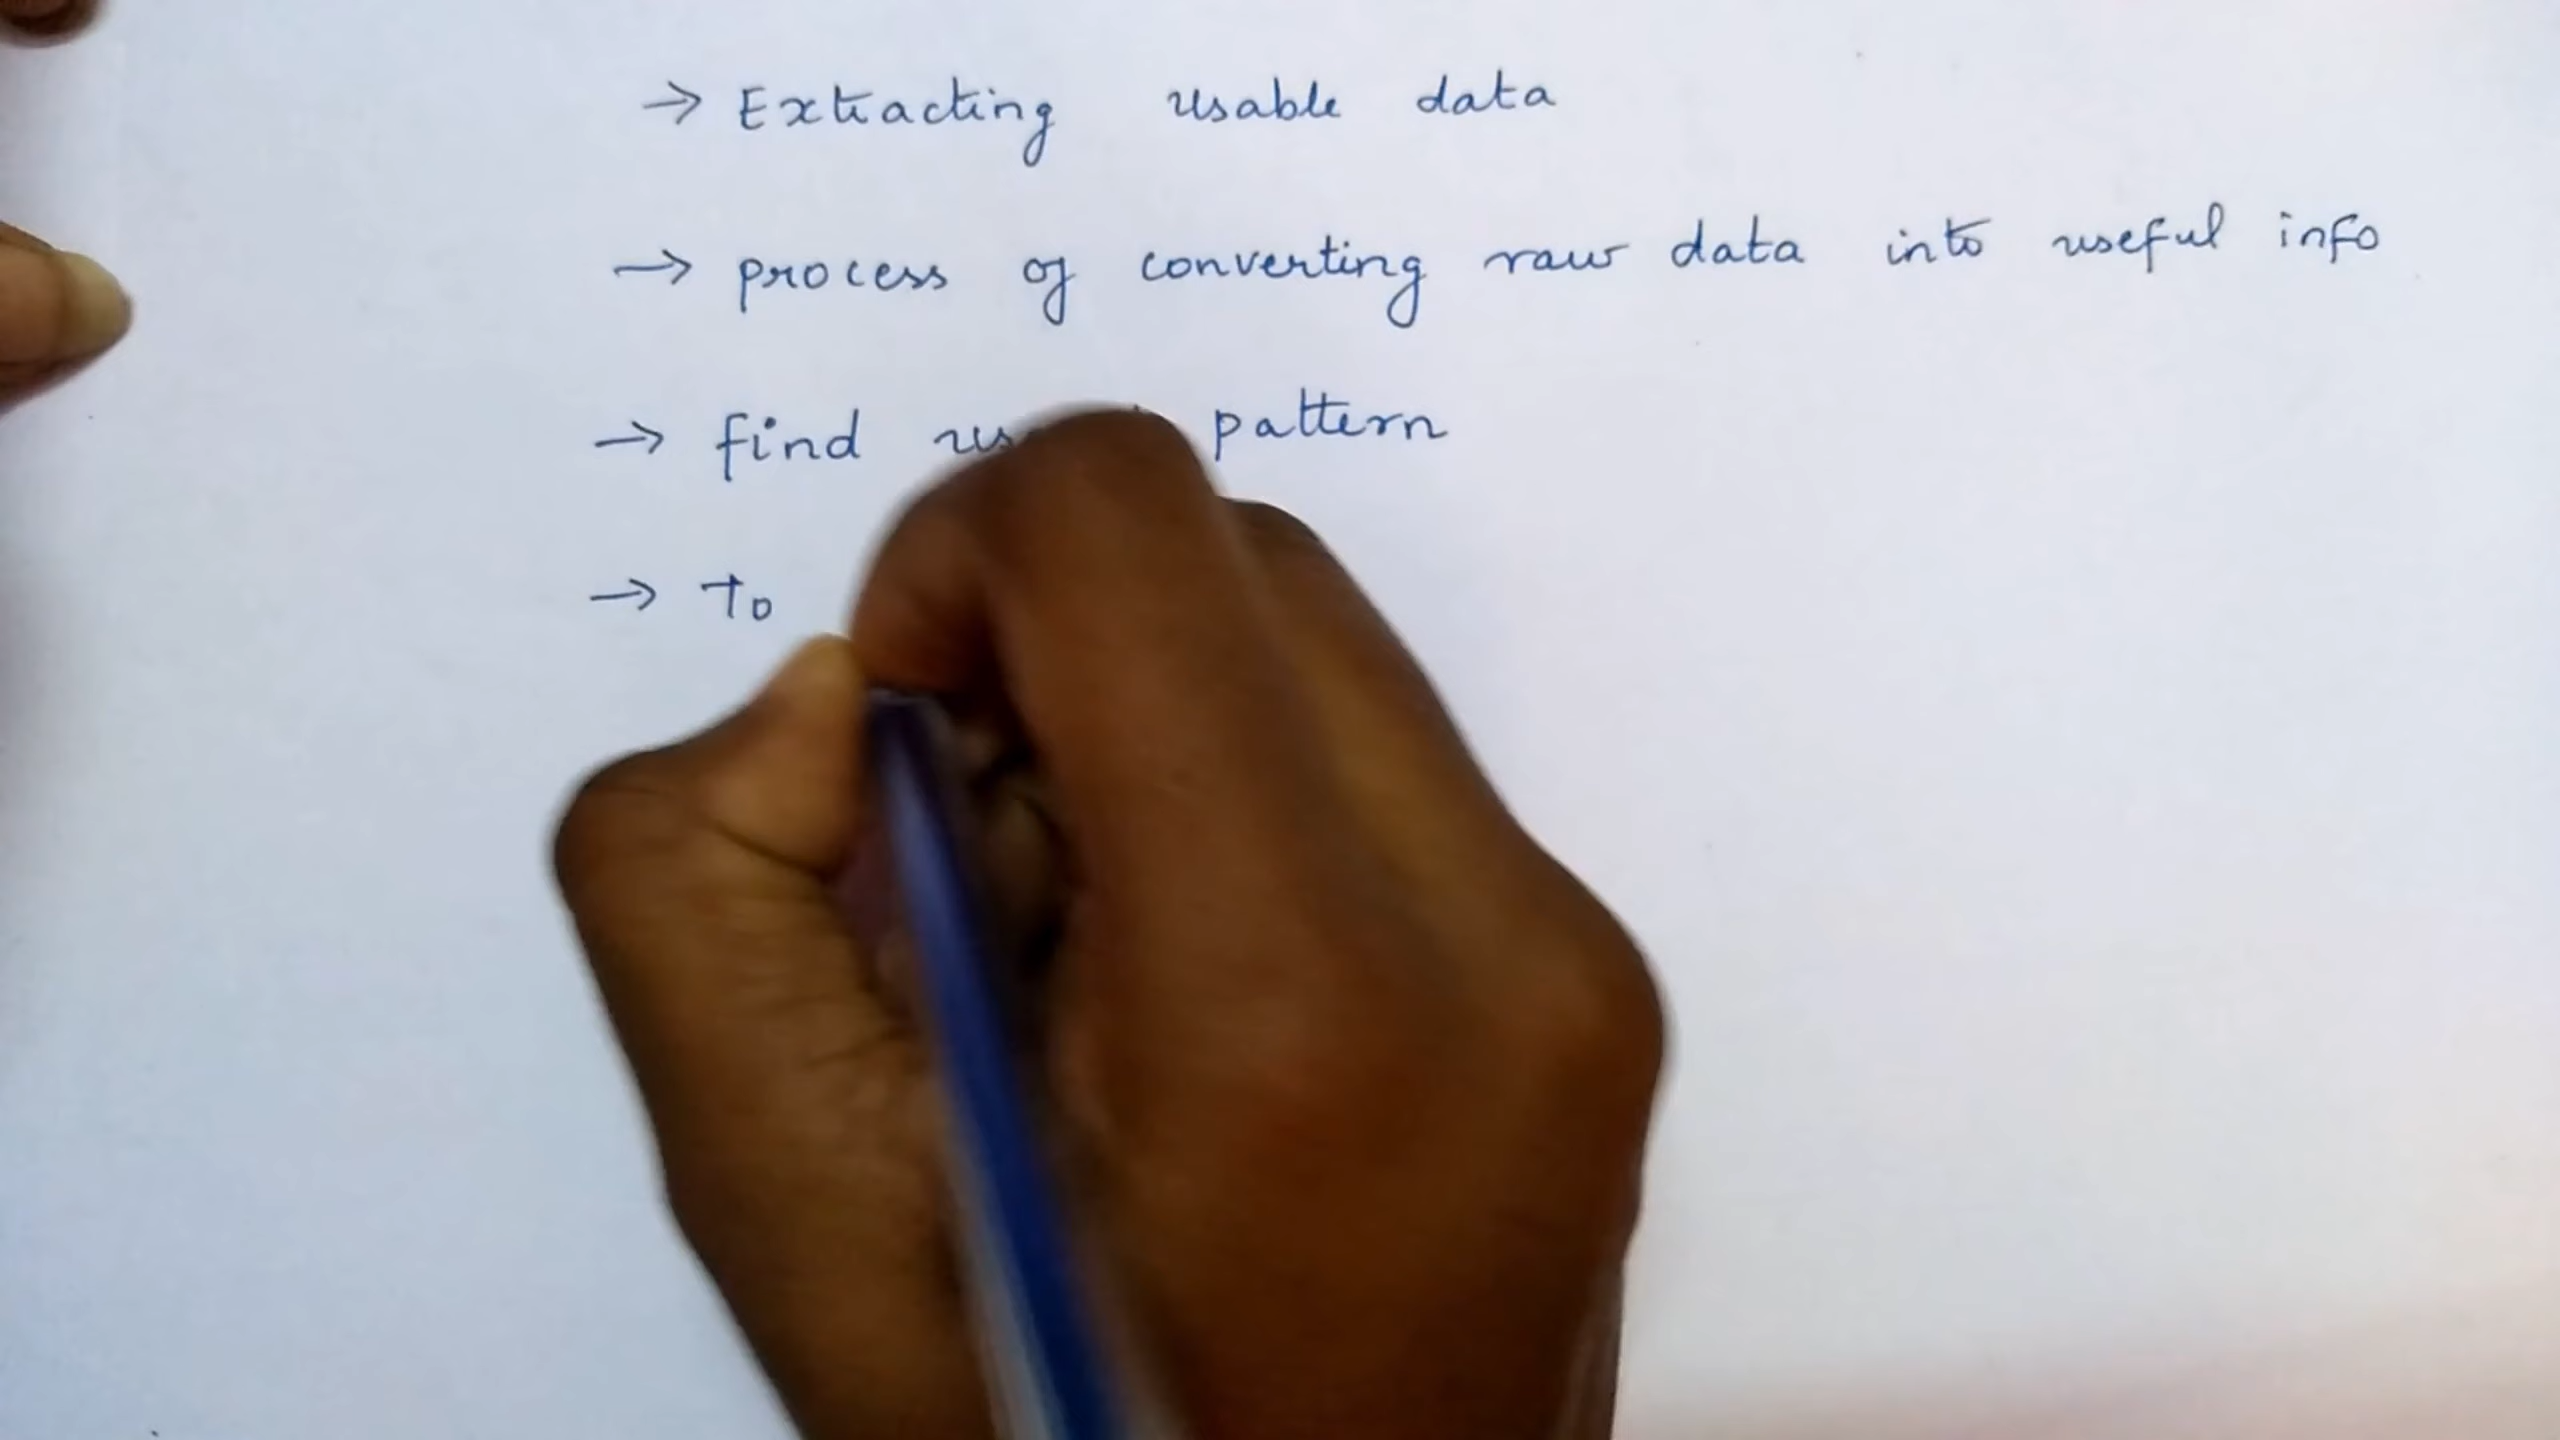 → Extracting usable data
→ process of converting raw data into useful info
→ find pattern
→ To